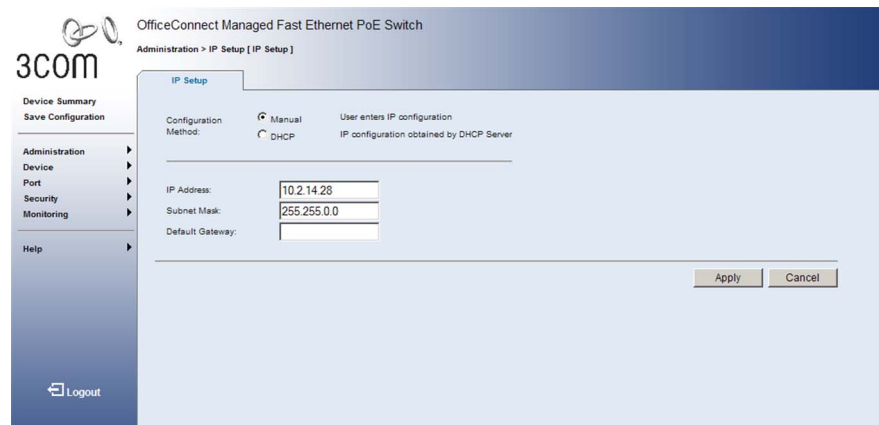 OfficeConnect Managed Fast Ethernet PoE Switch
Administration > IP Setup [ IP Setup ]
3COM
IP Setup
Device Summary
Save Configuration
Administration
Device
Port
Security
Monitoring
Help
Logout
Configuration Method:
Manual User enters IP configuration
DHCP IP configuration obtained by DHCP Server
IP Address: 10.2.14.28
Subnet Mask: 255.255.0.0
Default Gateway:
Apply Cancel